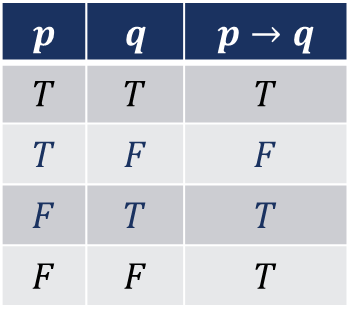 p q p → q
T T T
T F F
F T T
F F T